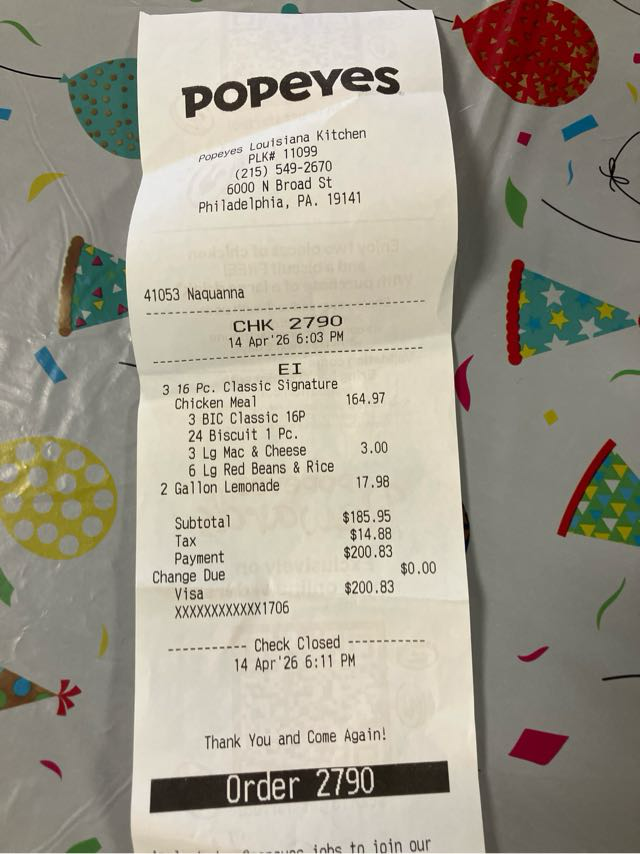 POPEYES
Popeyes Louisiana Kitchen
PLK# 11099
(215) 549-2670
6000 N Broad St
Philadelphia, PA. 19141
41053 Naquanna
CHK 2790
14 Apr'26 6:03 PM
EI
3 16 Pc. Classic Signature
Chicken Meal 164.97
3 BIC Classic 16P
24 Biscuit 1 Pc.
3 Lg Mac & Cheese 3.00
6 Lg Red Beans & Rice
2 Gallon Lemonade 17.98
Subtotal $185.95
Tax $14.88
Payment $200.83
Change Due $0.00
Visa $200.83
XXXXXXXXXXXX1706
----------- Check Closed -----------
14 Apr'26 6:11 PM
Thank You and Come Again!
Order 2790
jobs to join our